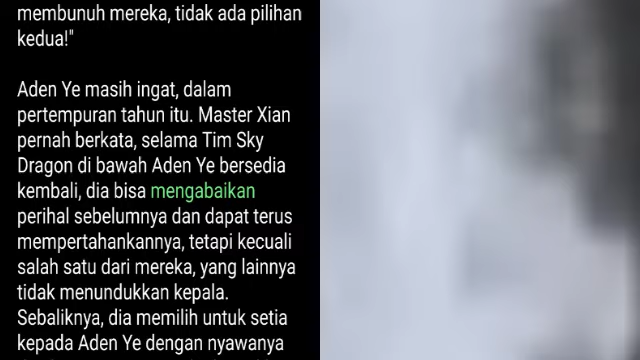 membunuh mereka, tidak ada pilihan
kedua!"
Aden Ye masih ingat, dalam
pertempuran tahun itu. Master Xian
pernah berkata, selama Tim Sky
Dragon di bawah Aden Ye bersedia
kembali, dia bisa mengabaikan
perihal sebelumnya dan dapat terus
mempertahankannya, tetapi kecuali
salah satu dari mereka, yang lainnya
tidak menundukkan kepala.
Sebaliknya, dia memilih untuk setia
kepada Aden Ye dengan nyawanya